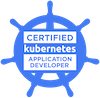 CERTIFIED
kubernetes
APPLICATION
DEVELOPER